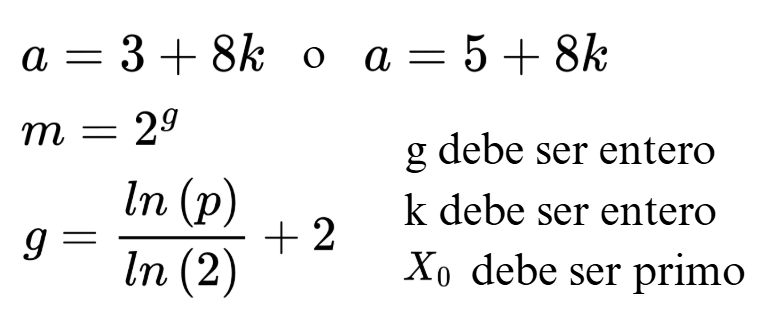 a = 3 + 8k o a = 5 + 8k
m = 2^g
g debe ser entero
k debe ser entero
g = ln (p) / ln (2) + 2
X₀ debe ser primo